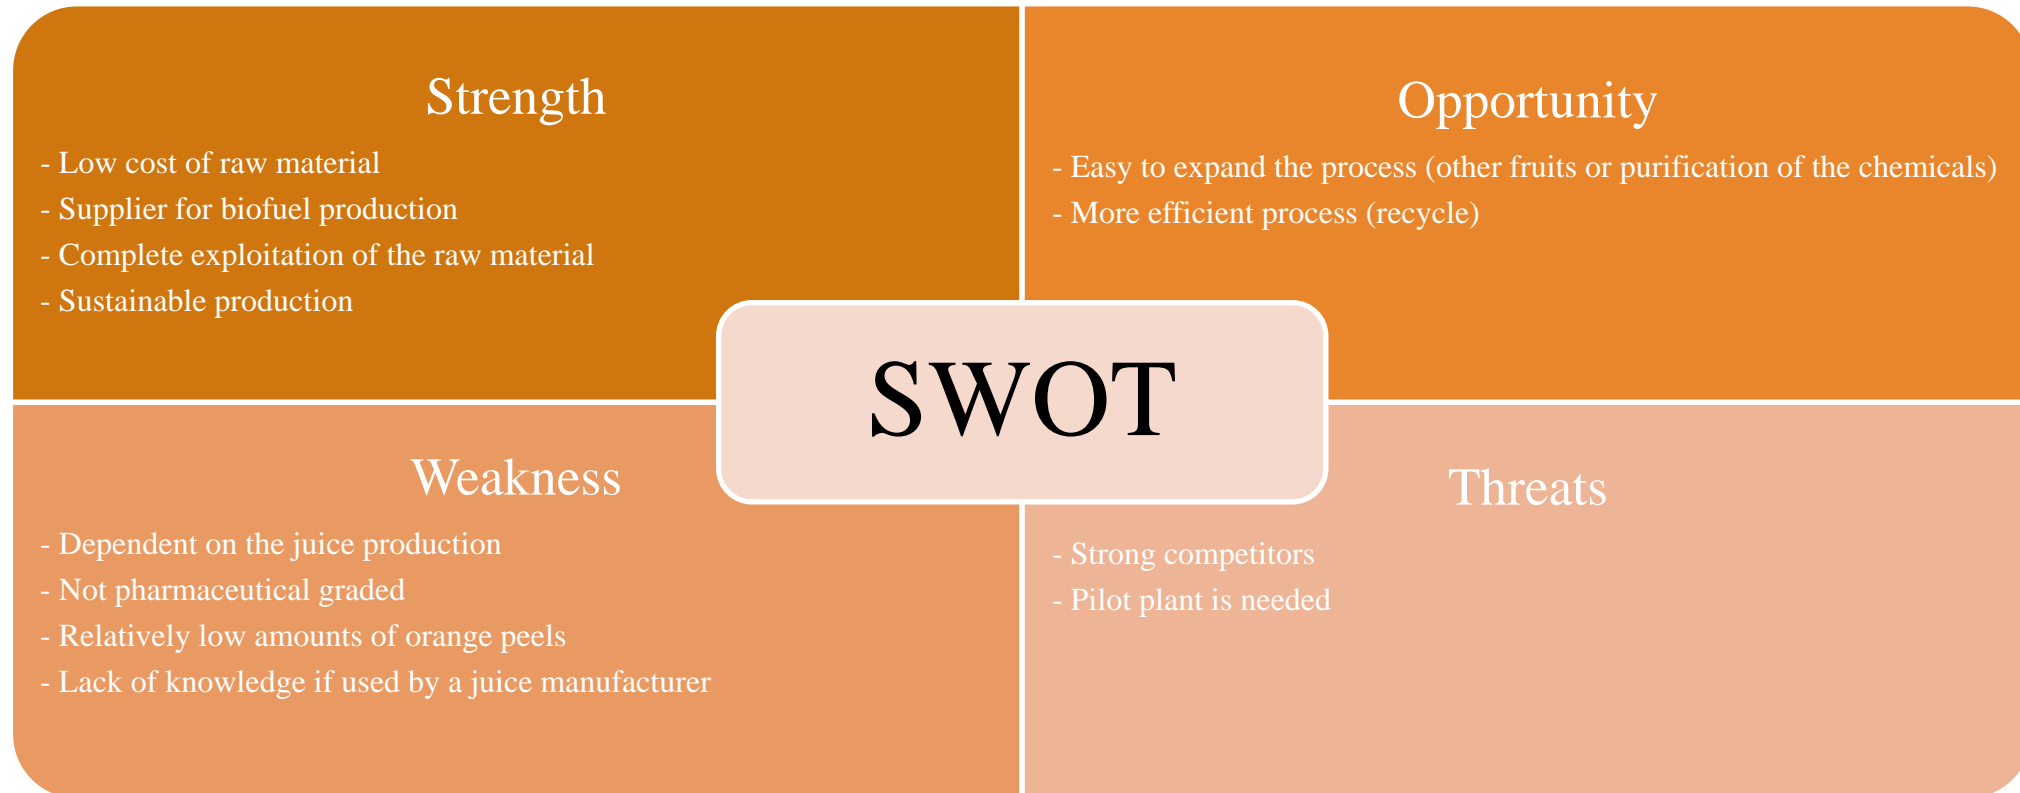 Strength
- Low cost of raw material
- Supplier for biofuel production
- Complete exploitation of the raw material
- Sustainable production
Opportunity
- Easy to expand the process (other fruits or purification of the chemicals)
- More efficient process (recycle)
SWOT
Weakness
- Dependent on the juice production
- Not pharmaceutical graded
- Relatively low amounts of orange peels
- Lack of knowledge if used by a juice manufacturer
Threats
- Strong competitors
- Pilot plant is needed